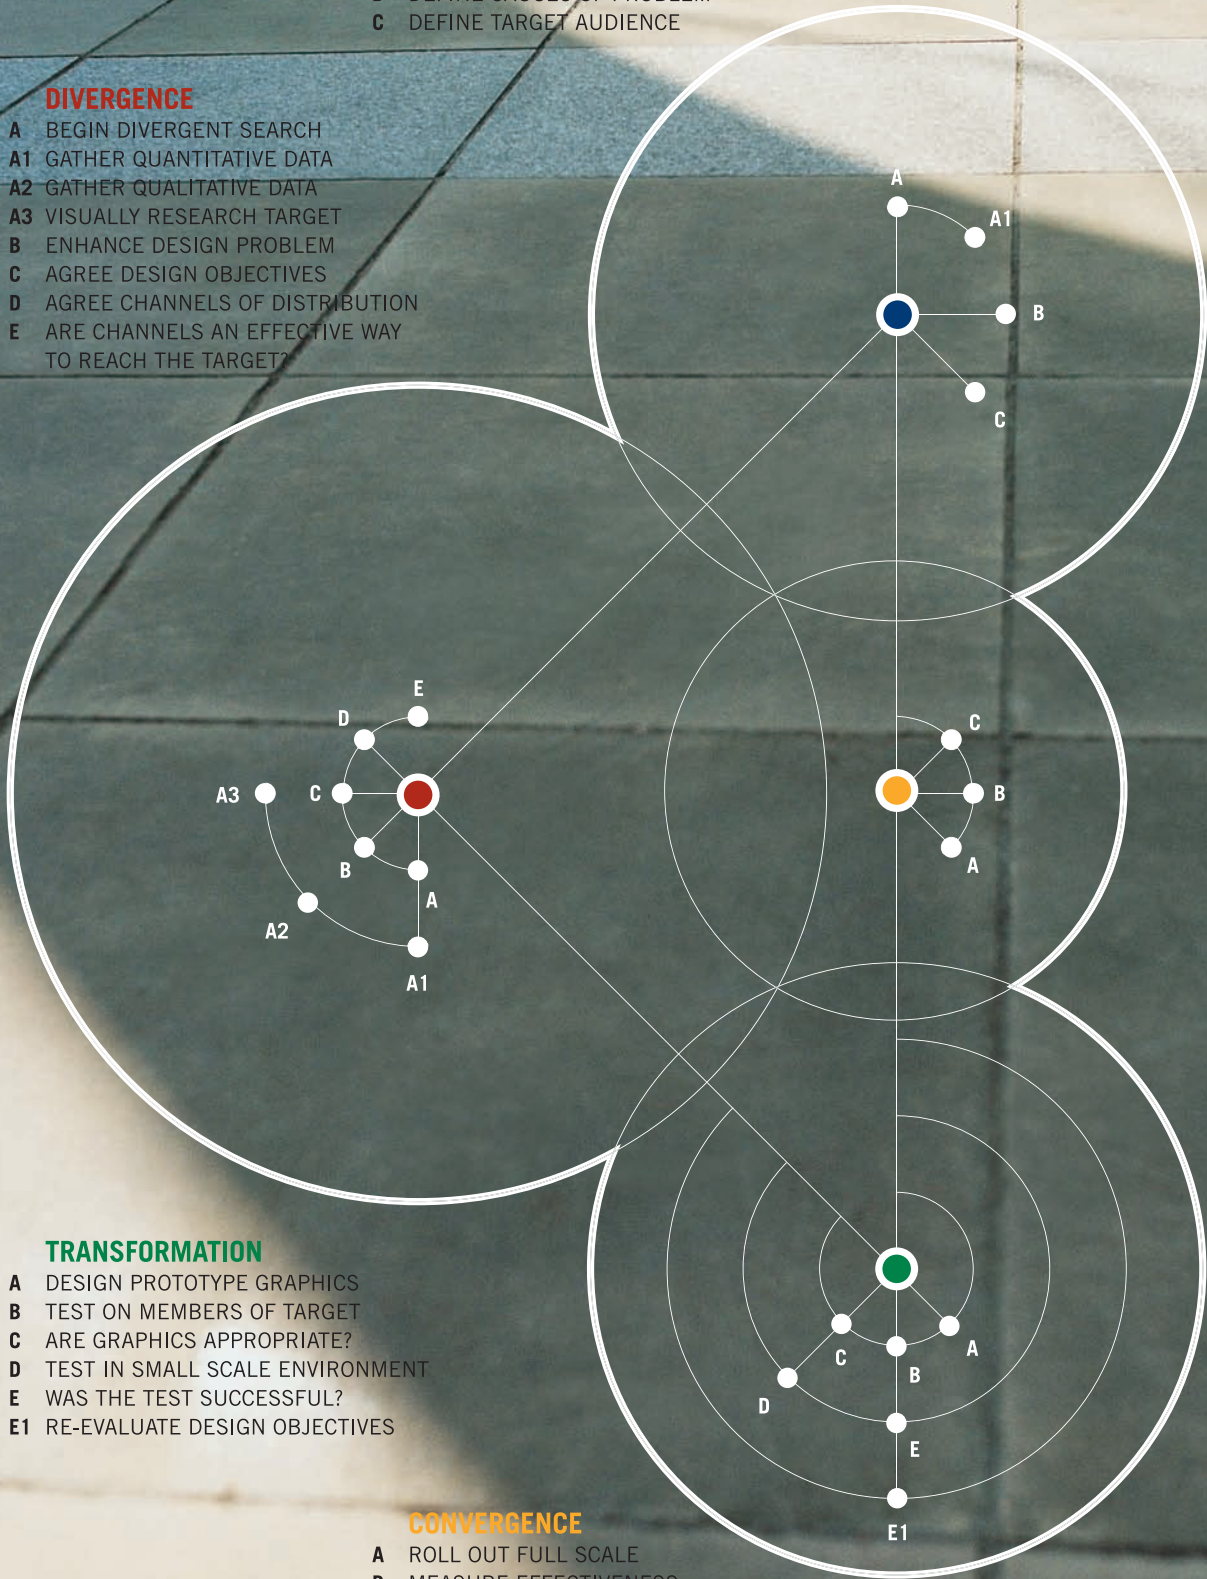 C DEFINE TARGET AUDIENCE
DIVERGENCE
A BEGIN DIVERGENT SEARCH
A1 GATHER QUANTITATIVE DATA
A2 GATHER QUALITATIVE DATA
A3 VISUALLY RESEARCH TARGET
B ENHANCE DESIGN PROBLEM
C AGREE DESIGN OBJECTIVES
D AGREE CHANNELS OF DISTRIBUTION
E ARE CHANNELS AN EFFECTIVE WAY
TO REACH THE TARGET?
A
A1
B
C
E
D
A3
C
B
A
A2
A1
C
B
A
TRANSFORMATION
A DESIGN PROTOTYPE GRAPHICS
B TEST ON MEMBERS OF TARGET
C ARE GRAPHICS APPROPRIATE?
D TEST IN SMALL SCALE ENVIRONMENT
E WAS THE TEST SUCCESSFUL?
E1 RE-EVALUATE DESIGN OBJECTIVES
A
C
B
D
E
E1
CONVERGENCE
A ROLL OUT FULL SCALE
B MEASURE EFFECTIVENESS